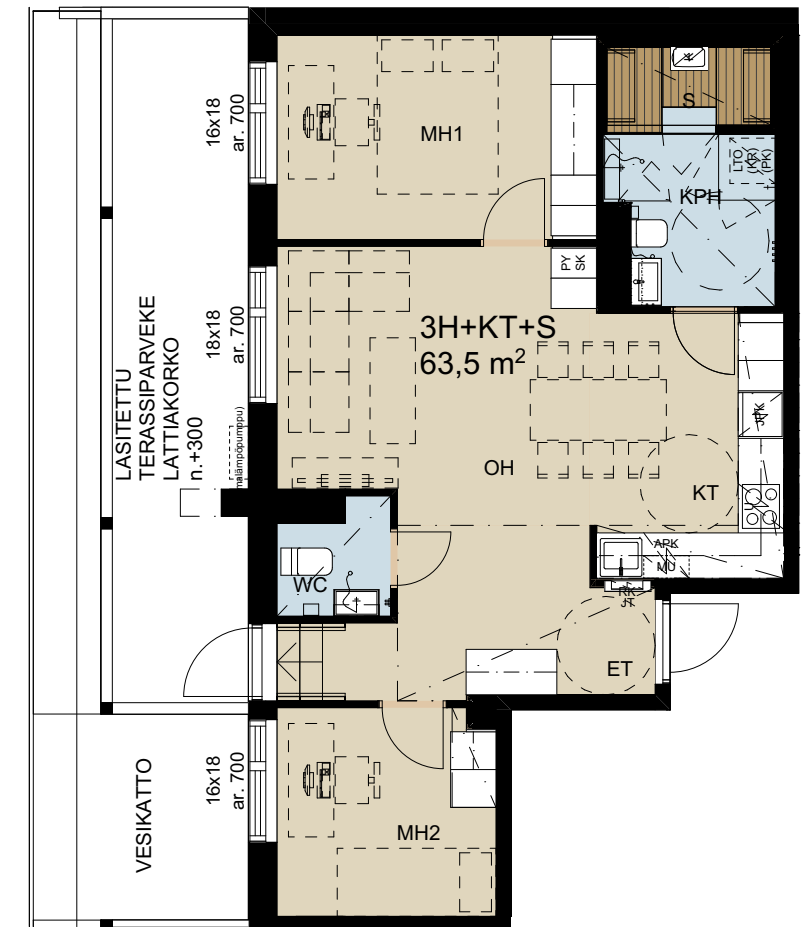 16x18
ar. 700
MH1
S
LTO
(KR)
(PK)
KPH
PY
SK
3H+KT+S
63,5 m²
18x18
ar. 700
LASITETTU
TERASSIPARVEKE
LATTIAKORKO
n.+300
OH
KT
APK
MU
WC
RK
JT
ET
16x18
ar. 700
VESIKATTO
MH2